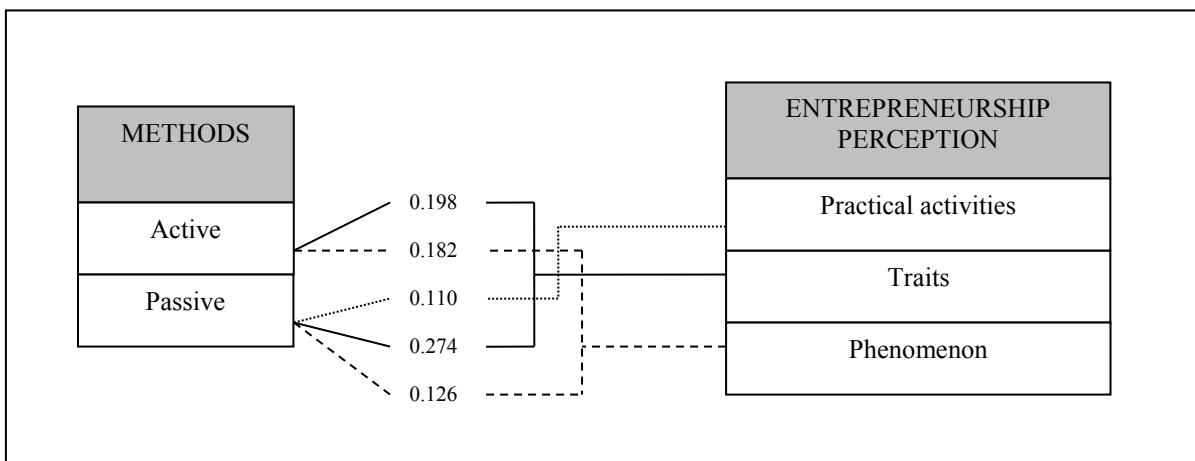 METHODS
Active
Passive
0.198
0.182
0.110
0.274
0.126
ENTREPRENEURSHIP
PERCEPTION
Practical activities
Traits
Phenomenon